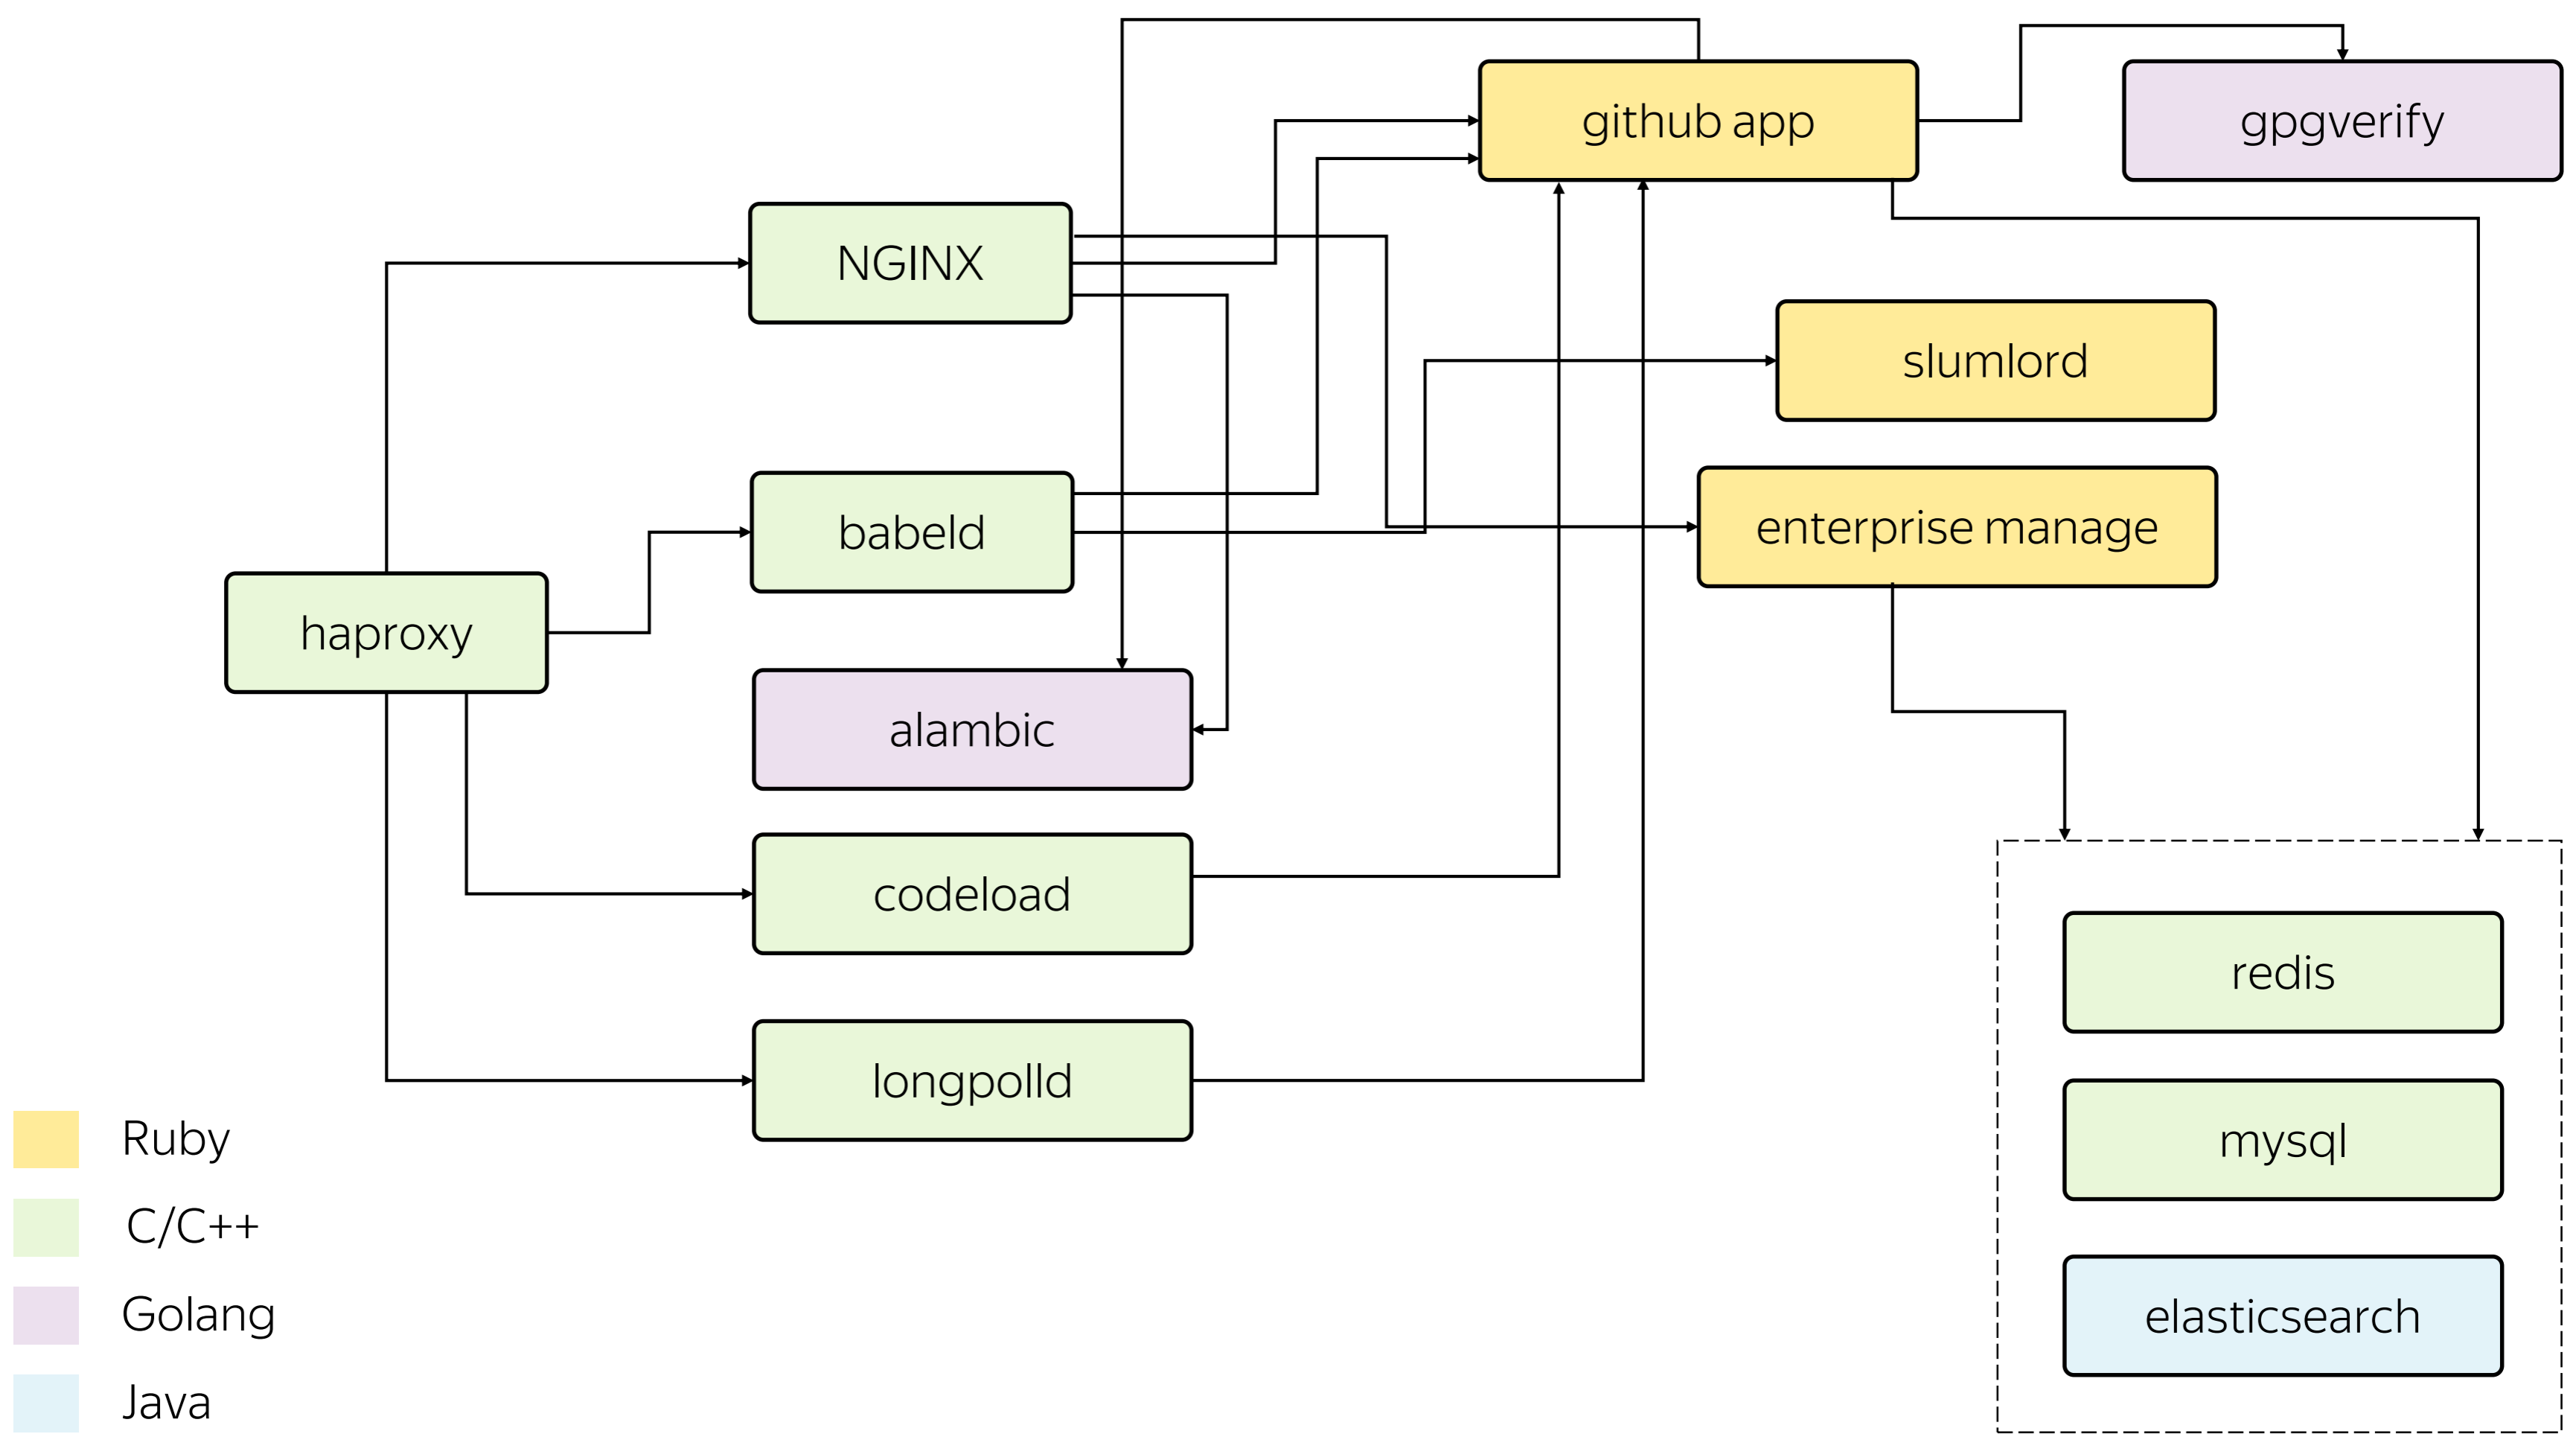 github app
gpgverify
NGINX
slumlord
babeld
enterprise manage
haproxy
alambic
codeload
redis
longpolld
mysql
elasticsearch
Ruby
C/C++
Golang
Java